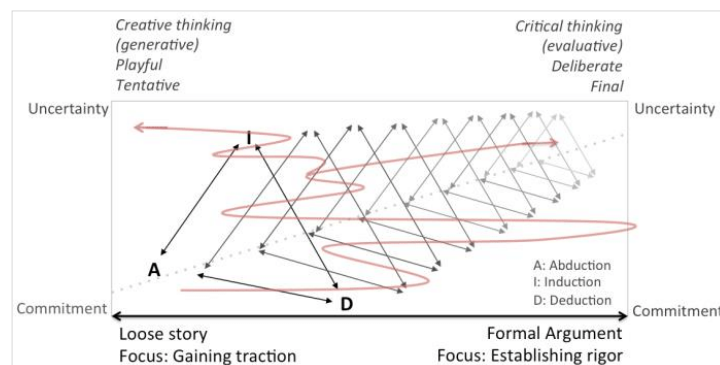 Creative thinking
(generative)
Playful
Tentative
Critical thinking
(evaluative)
Deliberate
Final
Uncertainty
Uncertainty
I
A
D
A: Abduction
I: Induction
D: Deduction
Commitment
Commitment
Loose story
Focus: Gaining traction
Formal Argument
Focus: Establishing rigor